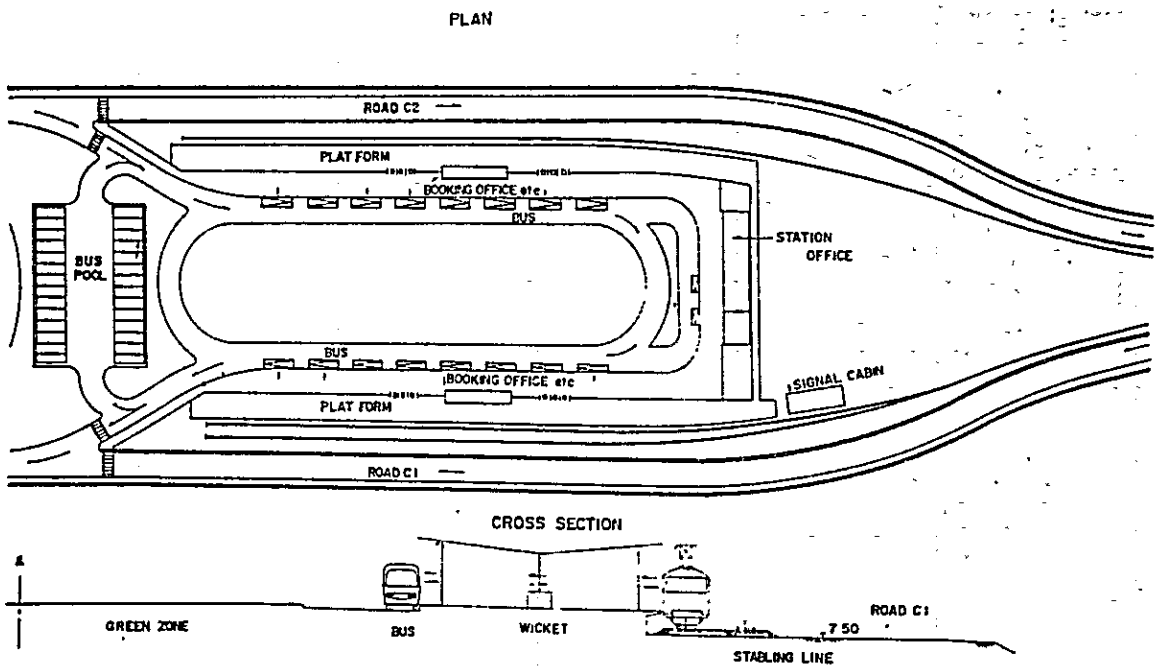 PLAN
ROAD C2
PLAT FORM
BOOKING OFFICE etc
BUS
STATION
OFFICE
BUS
POOL
BUS
BOOKING OFFICE etc
SIGNAL CABIN
PLAT FORM
ROAD C1
CROSS SECTION
GREEN ZONE
BUS
WICKET
ROAD C1
7 50
STABLING LINE